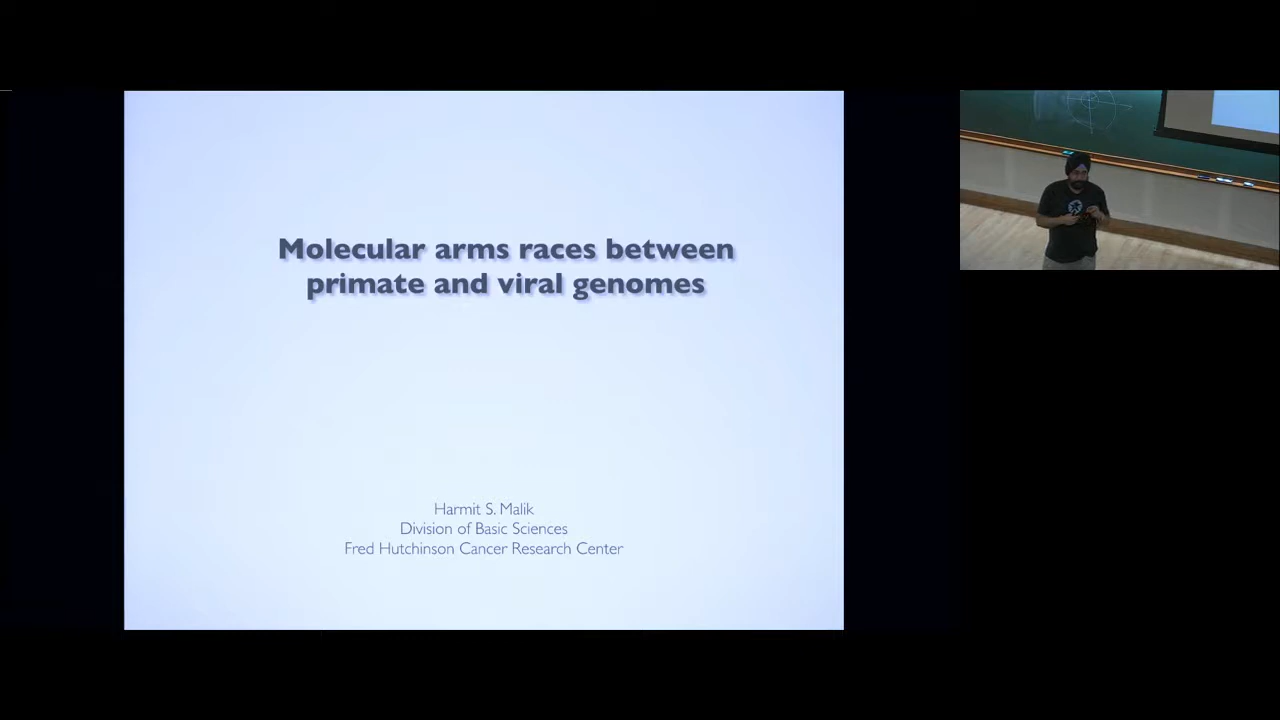 Molecular arms races between
primate and viral genomes
Harmit S. Malik
Division of Basic Sciences
Fred Hutchinson Cancer Research Center